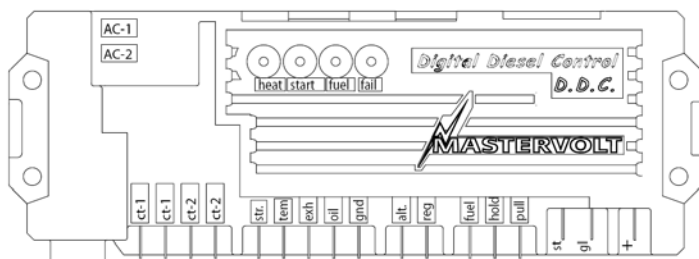 AC-1
AC-2
heat start fuel fail
Digital Diesel Control
D.D.C.
MASTERVOLT
ct-1 ct-1 ct-2 ct-2 str. tem exh oil gnd alt. reg fuel hold pull st gl +